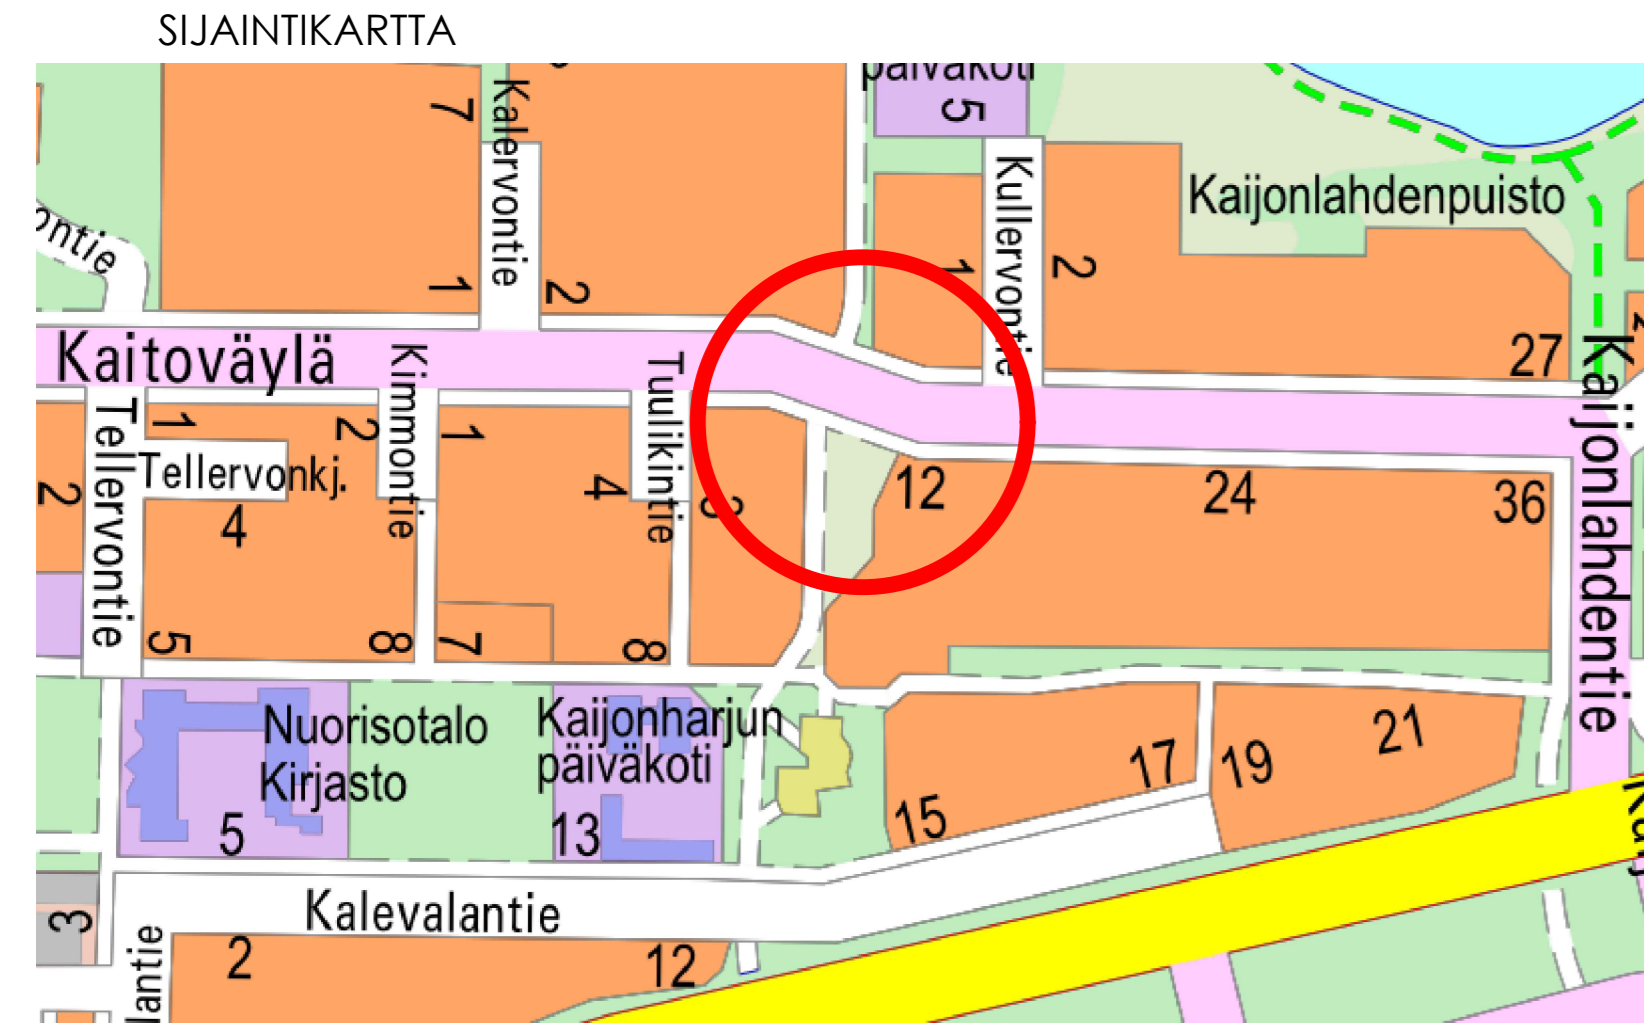 SIJAINTIKARTTA
päiväkoti
5
7
Kalervontie
Kullervontie
Kaijonlahdenpuisto
ontie
1
2
1
2
27
Kaitoväylä
Kimmontie
Tuulikintie
Kaijonlahdentie
Tellervontie
1
2
1
2
Tellervonkj.
4
4
12
24
36
5
8
7
8
Nuorisotalo
Kirjasto
5
Kaijonharjun
päiväkoti
13
15
17
19
21
3
Kalevalantie
2
12
lantie